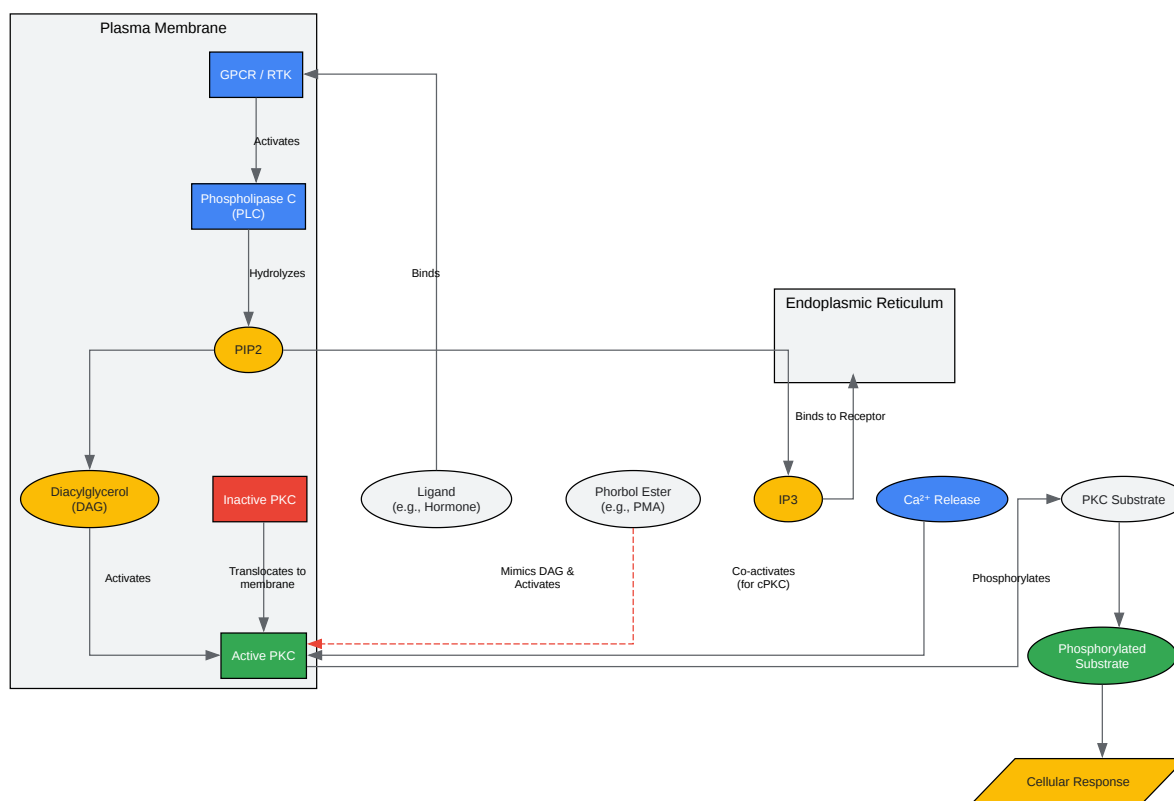 Plasma Membrane
GPCR / RTK
Activates
Phospholipase C
(PLC)
Hydrolyzes
Binds
Endoplasmic Reticulum
PIP2
Binds to Receptor
Diacylglycerol
(DAG)
Inactive PKC
Ligand
(e.g., Hormone)
Phorbol Ester
(e.g., PMA)
IP3
Ca²⁺ Release
PKC Substrate
Activates
Translocates to
membrane
Mimics DAG &
Activates
Co-activates
(for cPKC)
Phosphorylates
Active PKC
Phosphorylated
Substrate
Cellular Response